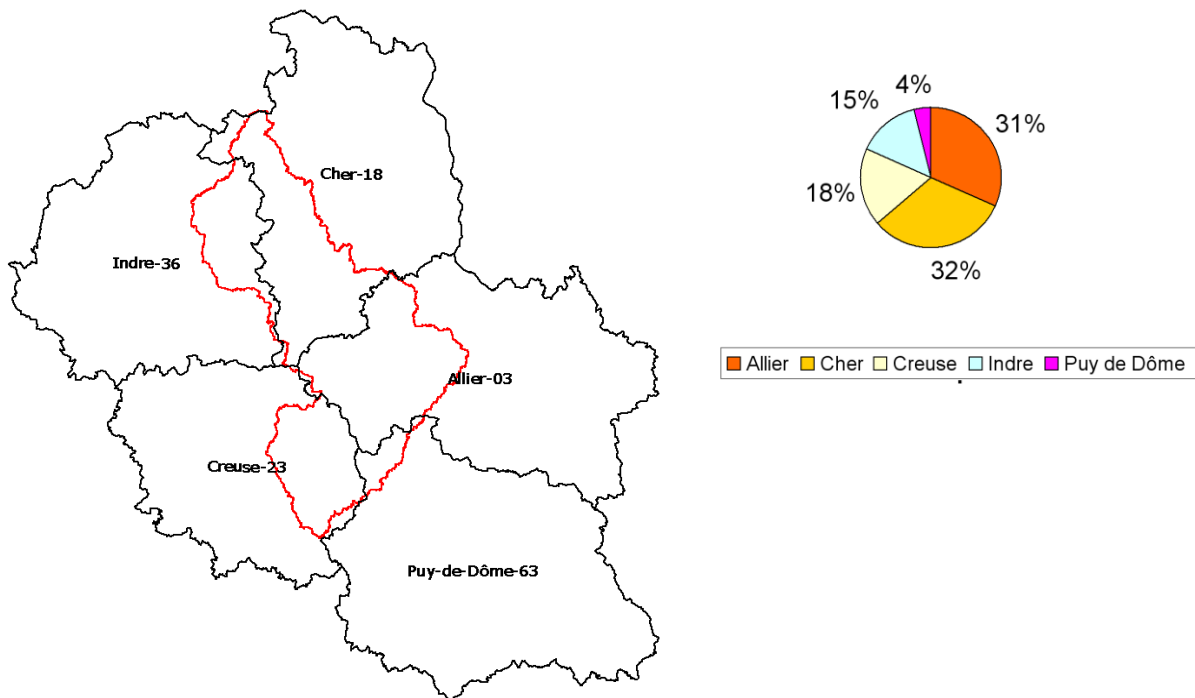 Cher-18
Indre-36
Allier-03
Creuse-23
Puy-de-Dôme-63
4%
15%
31%
18%
32%
Allier Cher Creuse Indre Puy de Dôme